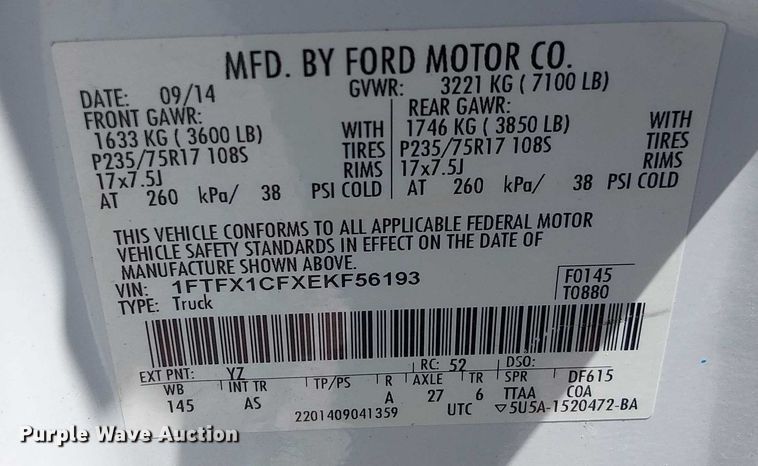 MFD. BY FORD MOTOR CO.
DATE: 09/14 GVWR: 3221 KG ( 7100 LB)
FRONT GAWR: REAR GAWR:
1633 KG ( 3600 LB) WITH 1746 KG ( 3850 LB) WITH
P235/75R17 108S TIRES P235/75R17 108S TIRES
17x7.5J RIMS 17x7.5J RIMS
AT 260 kPa/ 38 PSI COLD AT 260 kPa/ 38 PSI COLD
THIS VEHICLE CONFORMS TO ALL APPLICABLE FEDERAL MOTOR
VEHICLE SAFETY STANDARDS IN EFFECT ON THE DATE OF
MANUFACTURE SHOWN ABOVE.
VIN: 1FTFX1CFXEKF56193 F0145
TYPE: Truck T0880
EXT PNT: YZ RC: 52 DSO:
WB INT TR TP/PS R AXLE TR SPR DF615
145 AS A 27 6 TTAA COA
2201409041359 UTC ▽5U5A-1520472-BA
Purple Wave Auction